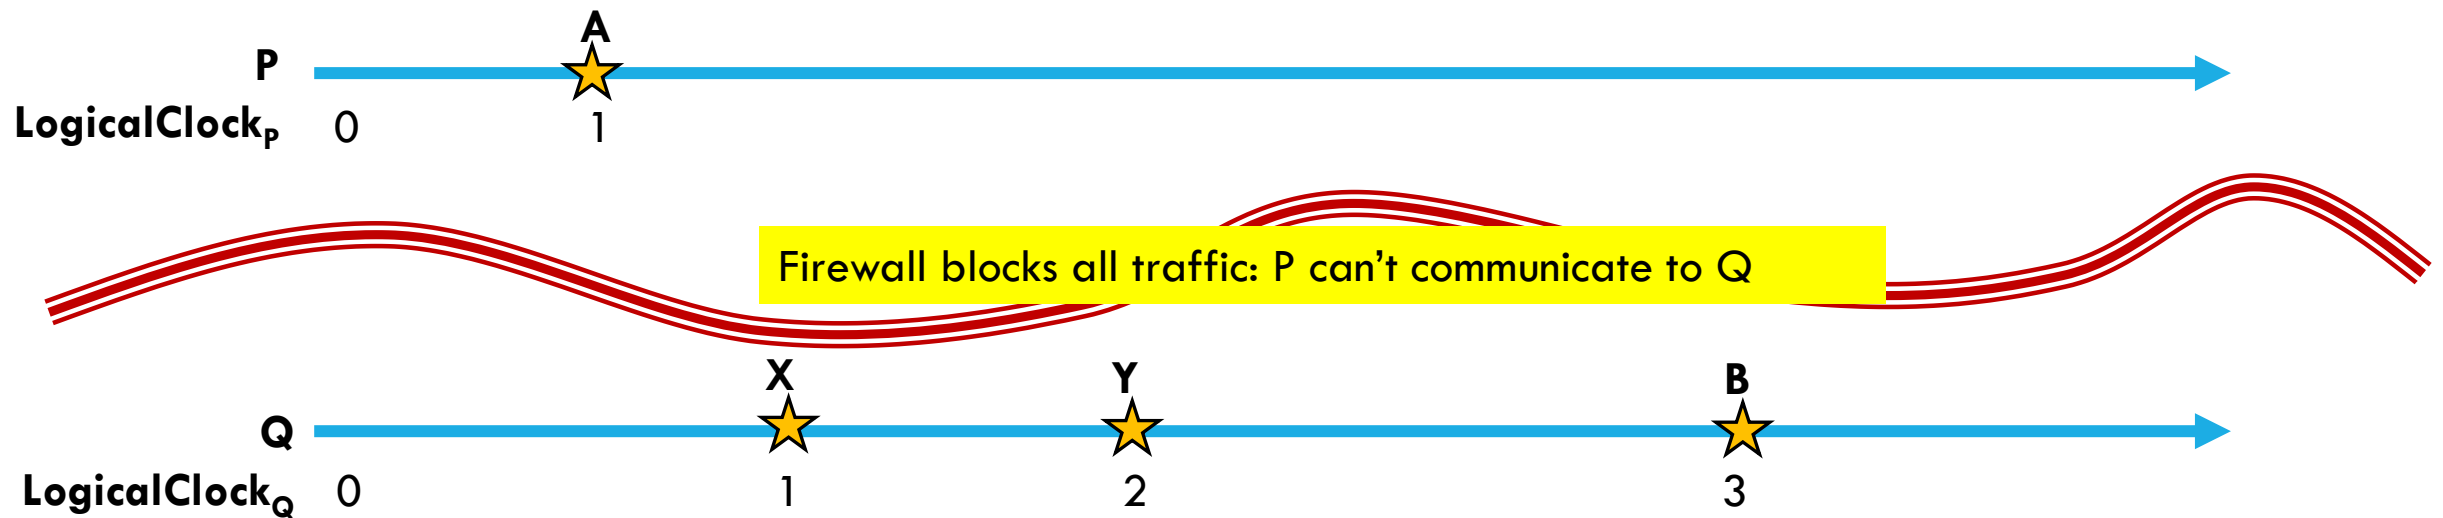 A
P
LogicalClockP 0 1
Firewall blocks all traffic: P can’t communicate to Q
X Y B
Q
LogicalClockQ 0 1 2 3